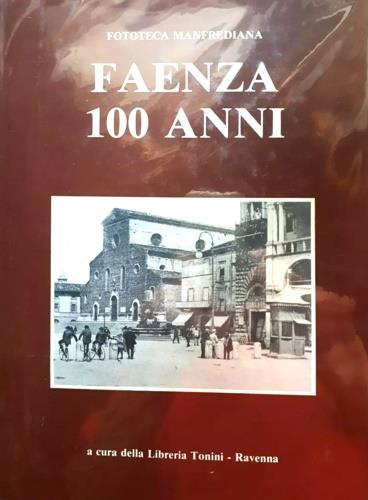 FOTOTECA MANFREDIANA
FAENZA
100 ANNI
a cura della Libreria Tonini - Ravenna